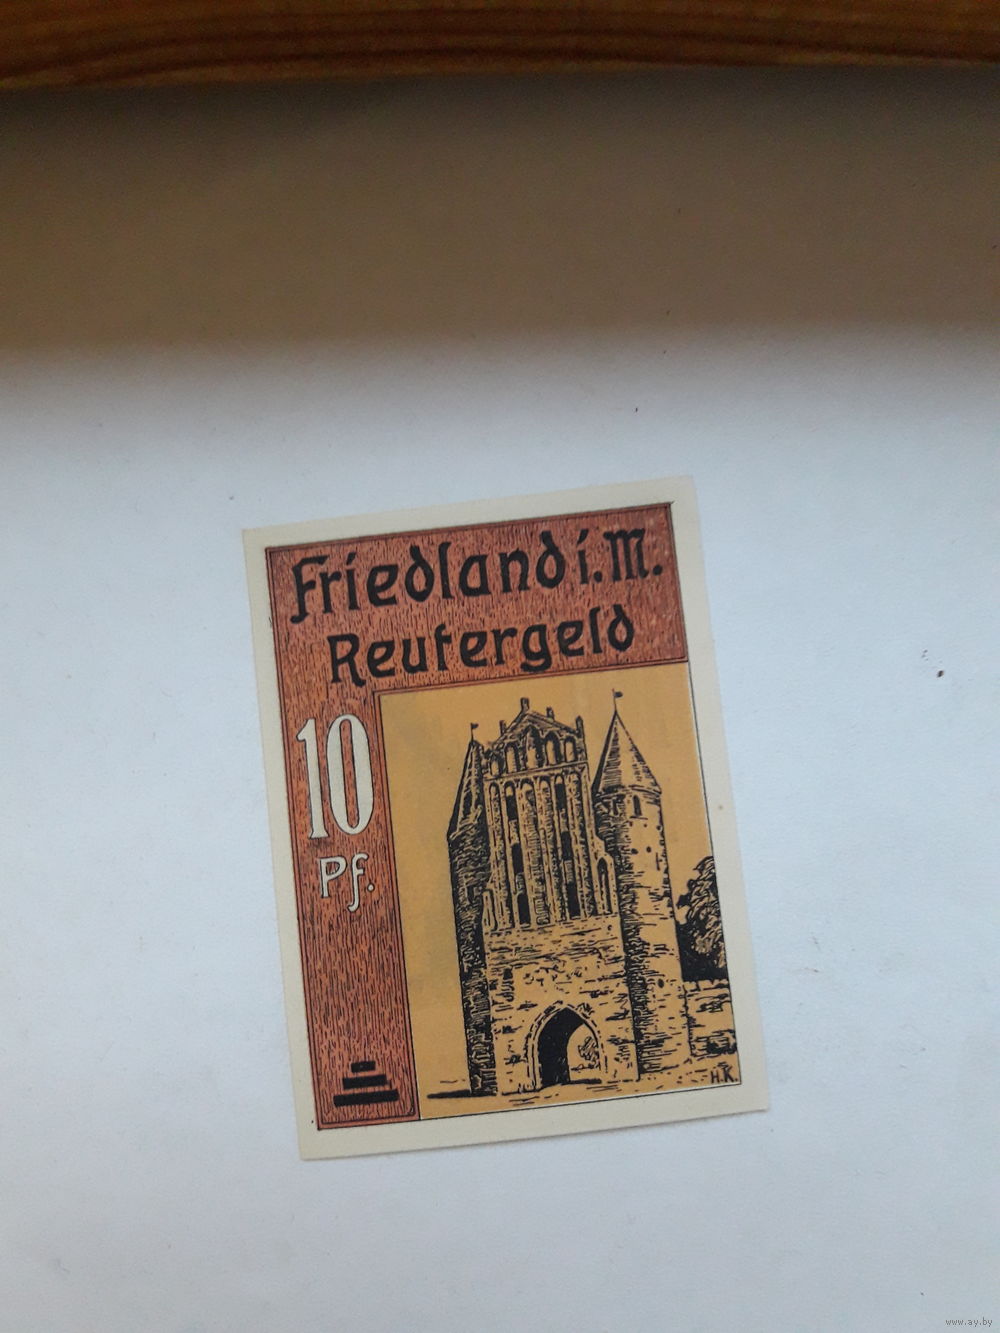 Friedland i. M.
Reutergeld
10
Pf.
H.K.
www.ay.by